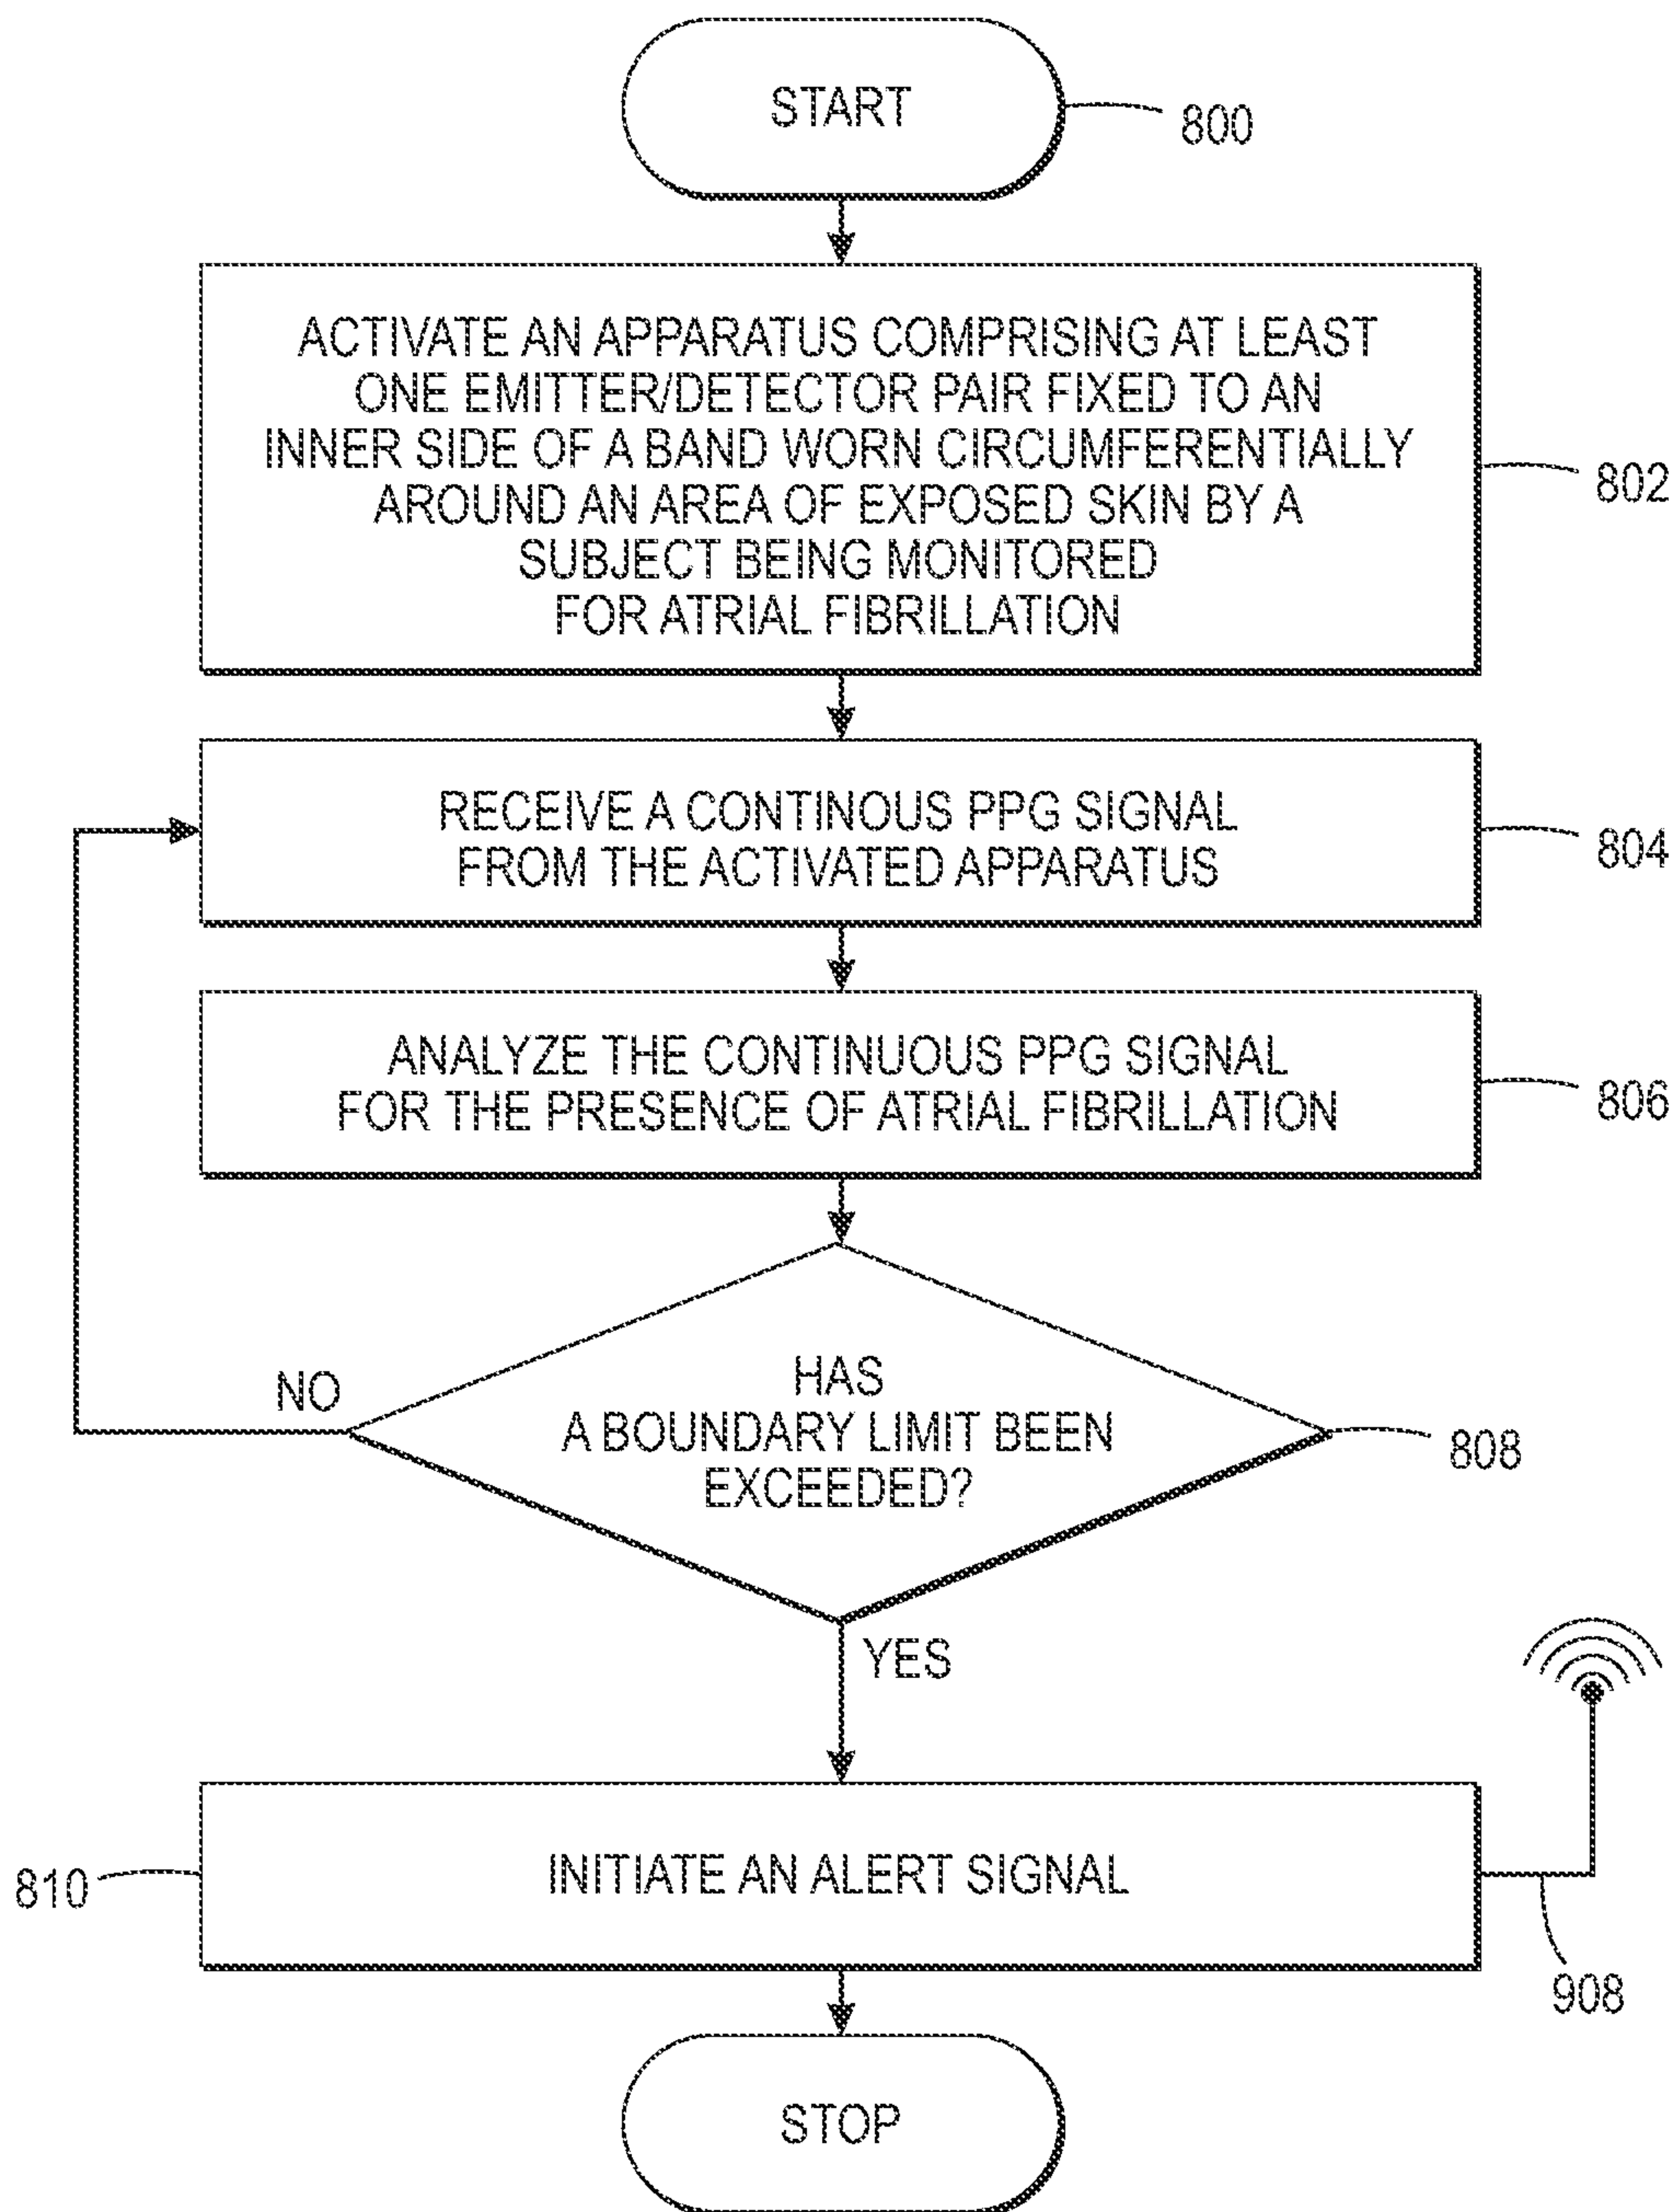 START
800
ACTIVATE AN APPARATUS COMPRISING AT LEAST
ONE EMITTER/DETECTOR PAIR FIXED TO AN
INNER SIDE OF A BAND WORN CIRCUMFERENTIALLY
AROUND AN AREA OF EXPOSED SKIN BY A
SUBJECT BEING MONITORED
FOR ATRIAL FIBRILLATION
802
RECEIVE A CONTINOUS PPG SIGNAL
FROM THE ACTIVATED APPARATUS
804
ANALYZE THE CONTINUOUS PPG SIGNAL
FOR THE PRESENCE OF ATRIAL FIBRILLATION
806
HAS
A BOUNDARY LIMIT BEEN
EXCEEDED?
NO
808
YES
INITIATE AN ALERT SIGNAL
810
908
STOP